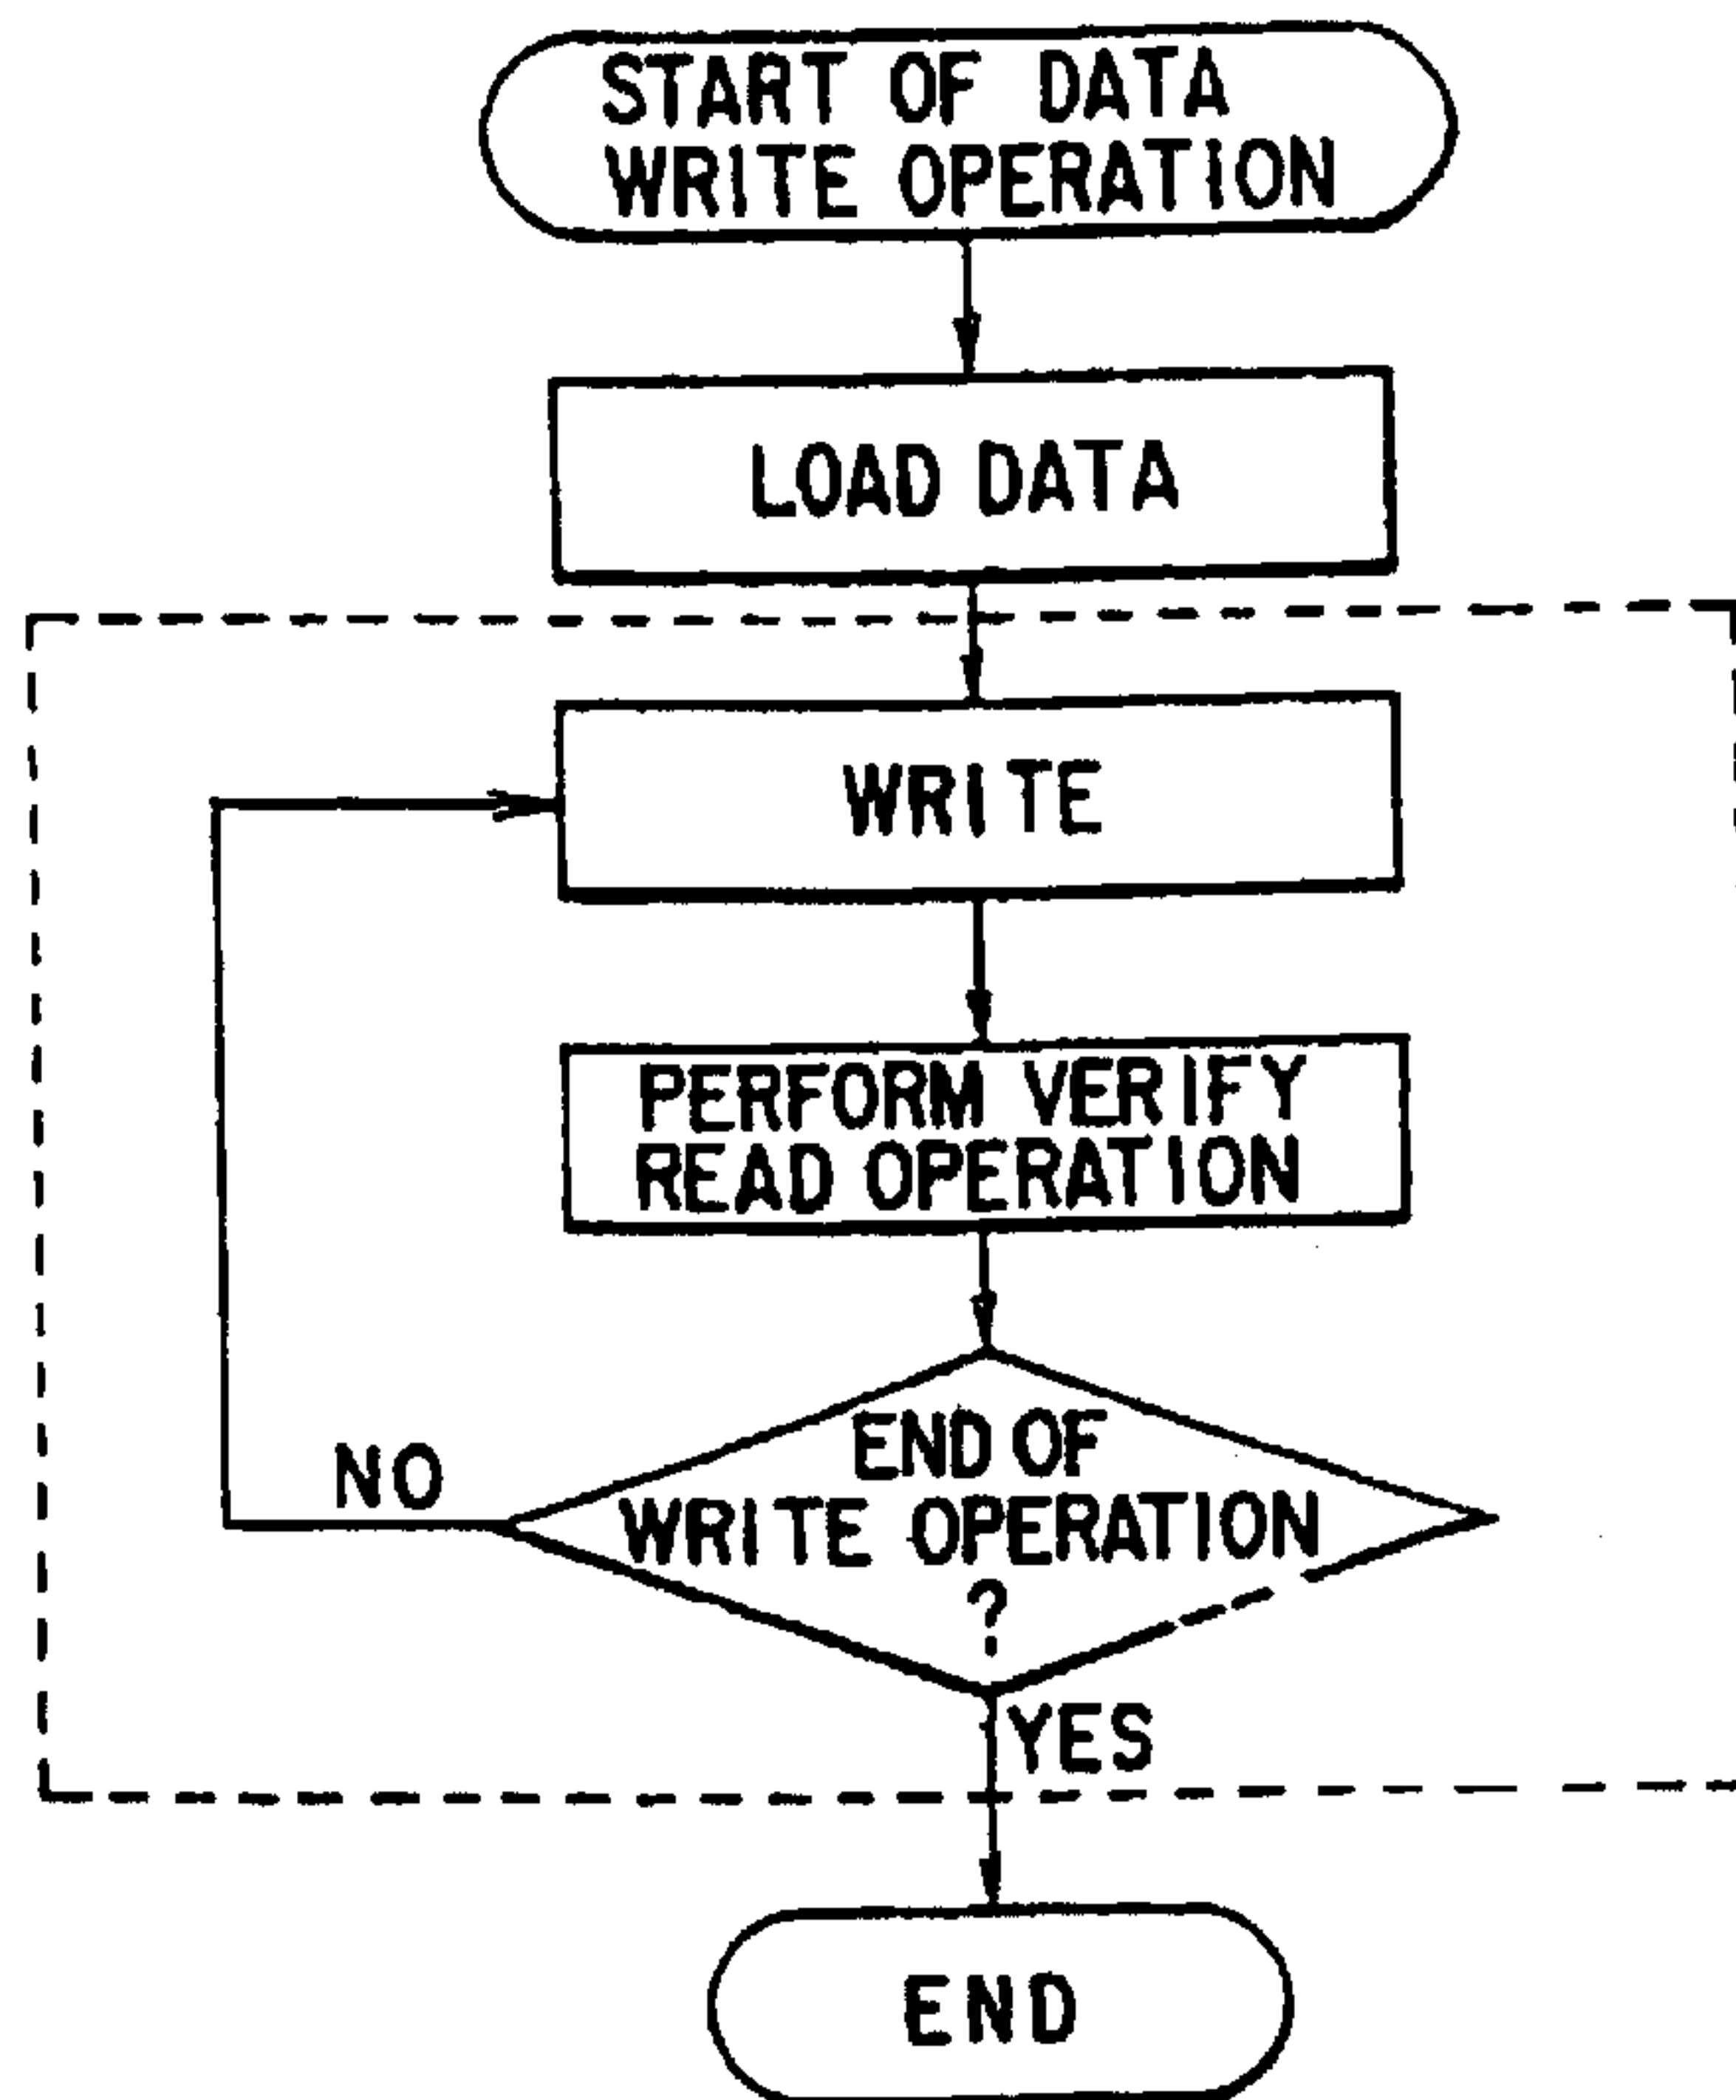 START OF DATA
WRITE OPERATION
LOAD DATA
WRITE
PERFORM VERIFY
READ OPERATION
END OF
WRITE OPERATION
?
NO
YES
END